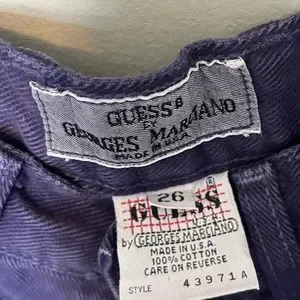 GUESS®
BY
GEORGES MARCIANO
MADE IN U.S.A.
26
®
GUESS
U.S.A.
by GEORGES MARCIANO
MADE IN U.S.A.
100% COTTON
CARE ON REVERSE
STYLE 43971A